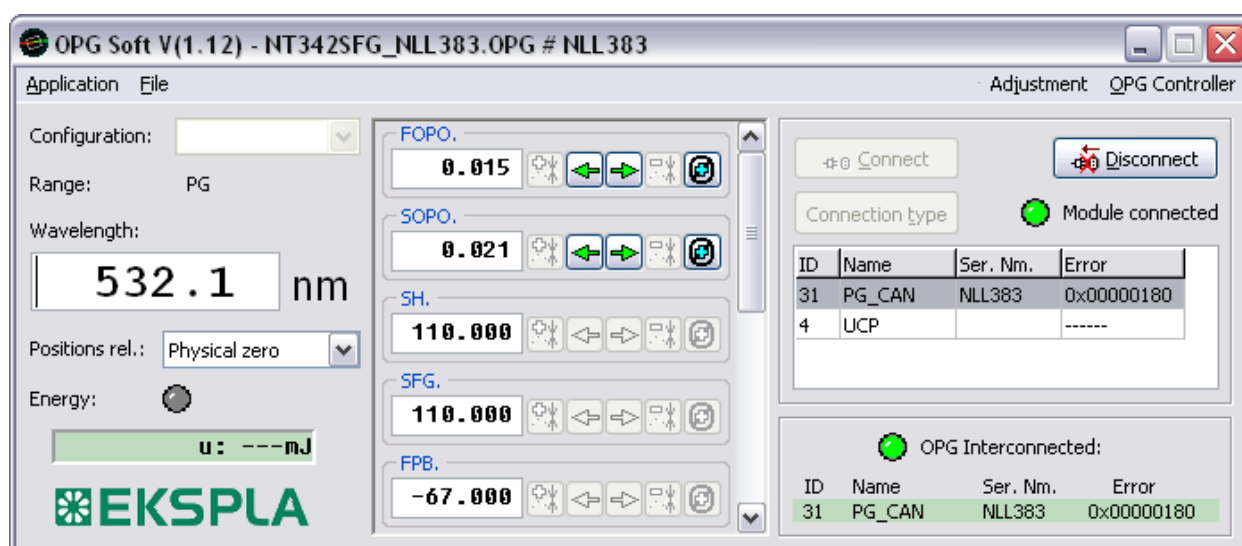 OPG Soft V(1.12) - NT342SFG_NLL383.OPG # NLL383
Application File Adjustment OPG Controller
Configuration:
Range: PG
Wavelength:
532.1 nm
Positions rel.: Physical zero
Energy:
u: ---mJ
EKSPLA
FOPO.
0.015
SOPO.
0.021
SH.
110.000
SFG.
110.000
FPB.
-67.000
Connect Disconnect
Connection type Module connected
ID Name Ser. Nm. Error
31 PG_CAN NLL383 0x00000180
4 UCP ------
OPG Interconnected:
ID Name Ser. Nm. Error
31 PG_CAN NLL383 0x00000180